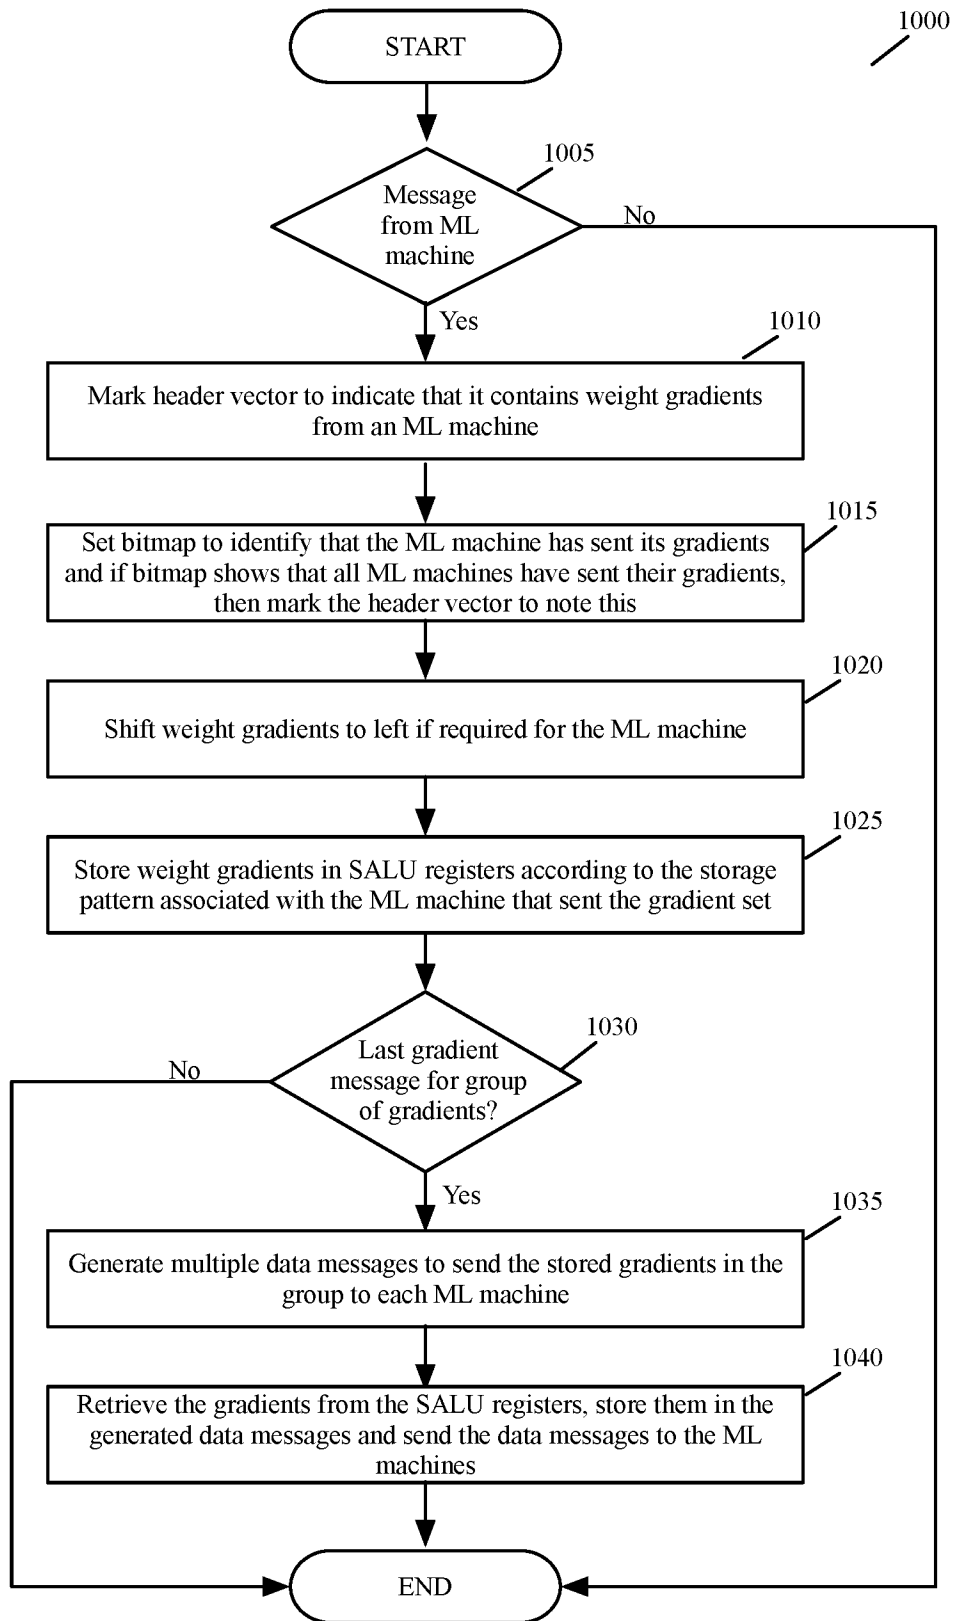 1000
START
1005
Message
from ML
machine
No
Yes
1010
Mark header vector to indicate that it contains weight gradients
from an ML machine
1015
Set bitmap to identify that the ML machine has sent its gradients
and if bitmap shows that all ML machines have sent their gradients,
then mark the header vector to note this
1020
Shift weight gradients to left if required for the ML machine
1025
Store weight gradients in SALU registers according to the storage
pattern associated with the ML machine that sent the gradient set
1030
Last gradient
message for group
of gradients?
No
Yes
1035
Generate multiple data messages to send the stored gradients in the
group to each ML machine
1040
Retrieve the gradients from the SALU registers, store them in the
generated data messages and send the data messages to the ML
machines
END